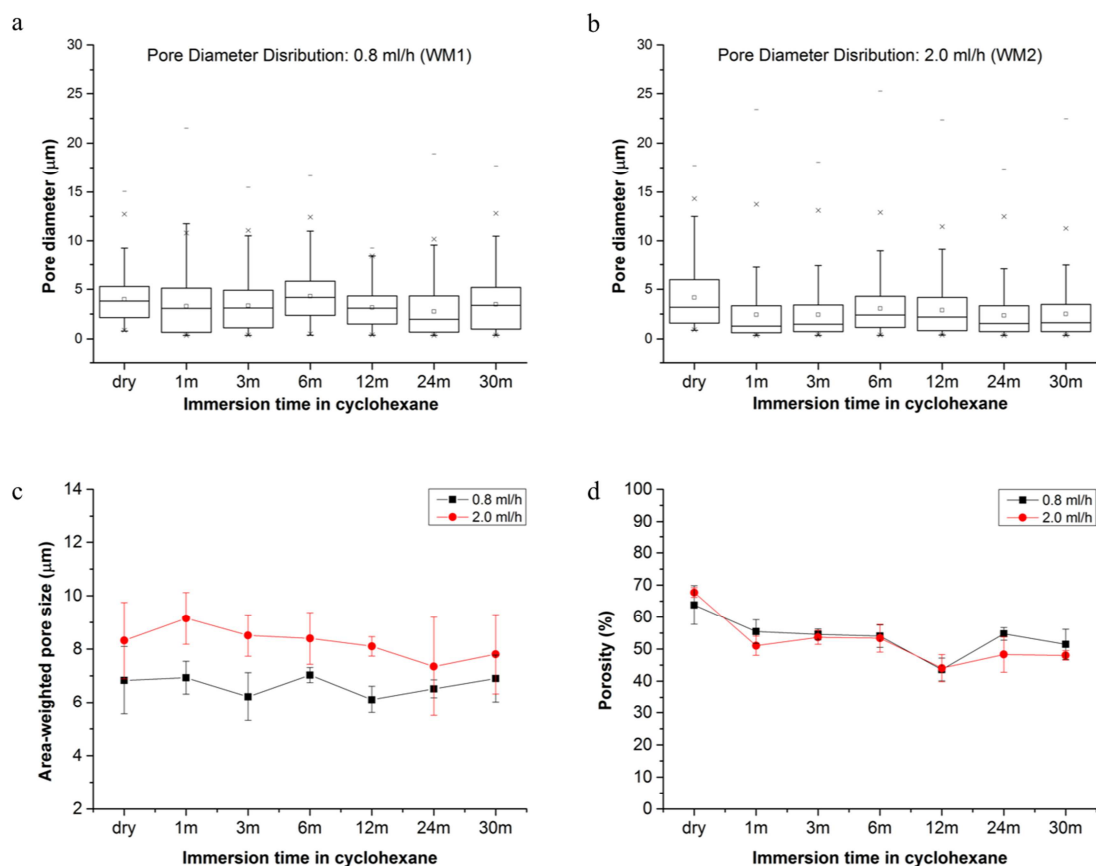 a
Pore Diameter Disribution: 0.8 ml/h (WM1)
30
25
20
15
10
5
0
Pore diameter (μm)
dry 1m 3m 6m 12m 24m 30m
Immersion time in cyclohexane
b
Pore Diameter Disribution: 2.0 ml/h (WM2)
30
25
20
15
10
5
0
Pore diameter (μm)
dry 1m 3m 6m 12m 24m 30m
Immersion time in cyclohexane
c
0.8 ml/h
2.0 ml/h
14
12
10
8
6
4
2
Area-weighted pore size (μm)
dry 1m 3m 6m 12m 24m 30m
Immersion time in cyclohexane
d
0.8 ml/h
2.0 ml/h
100
90
80
70
60
50
40
30
20
10
0
Porosity (%)
dry 1m 3m 6m 12m 24m 30m
Immersion time in cyclohexane